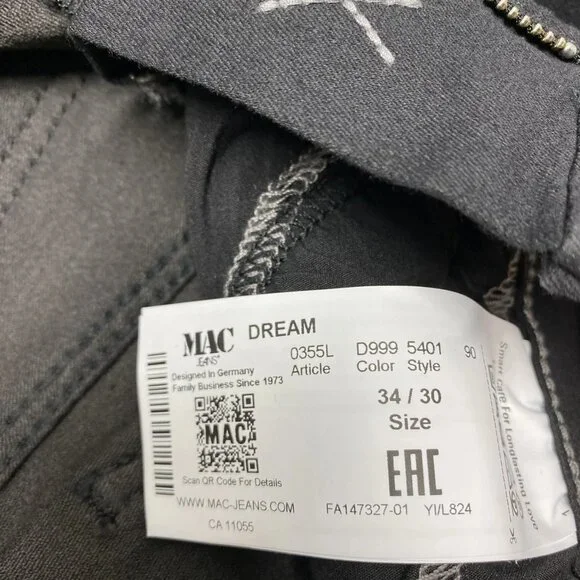 MAC DREAM
JEANS
Designed In Germany
Family Business Since 1973
0355L D999 5401 90
Article Color Style
34 / 30
Size
MAC
Scan QR Code For Details
WWW.MAC-JEANS.COM
CA 11055
EAC
FA147327-01 YI/L824
Smart Care For Longlasting Love